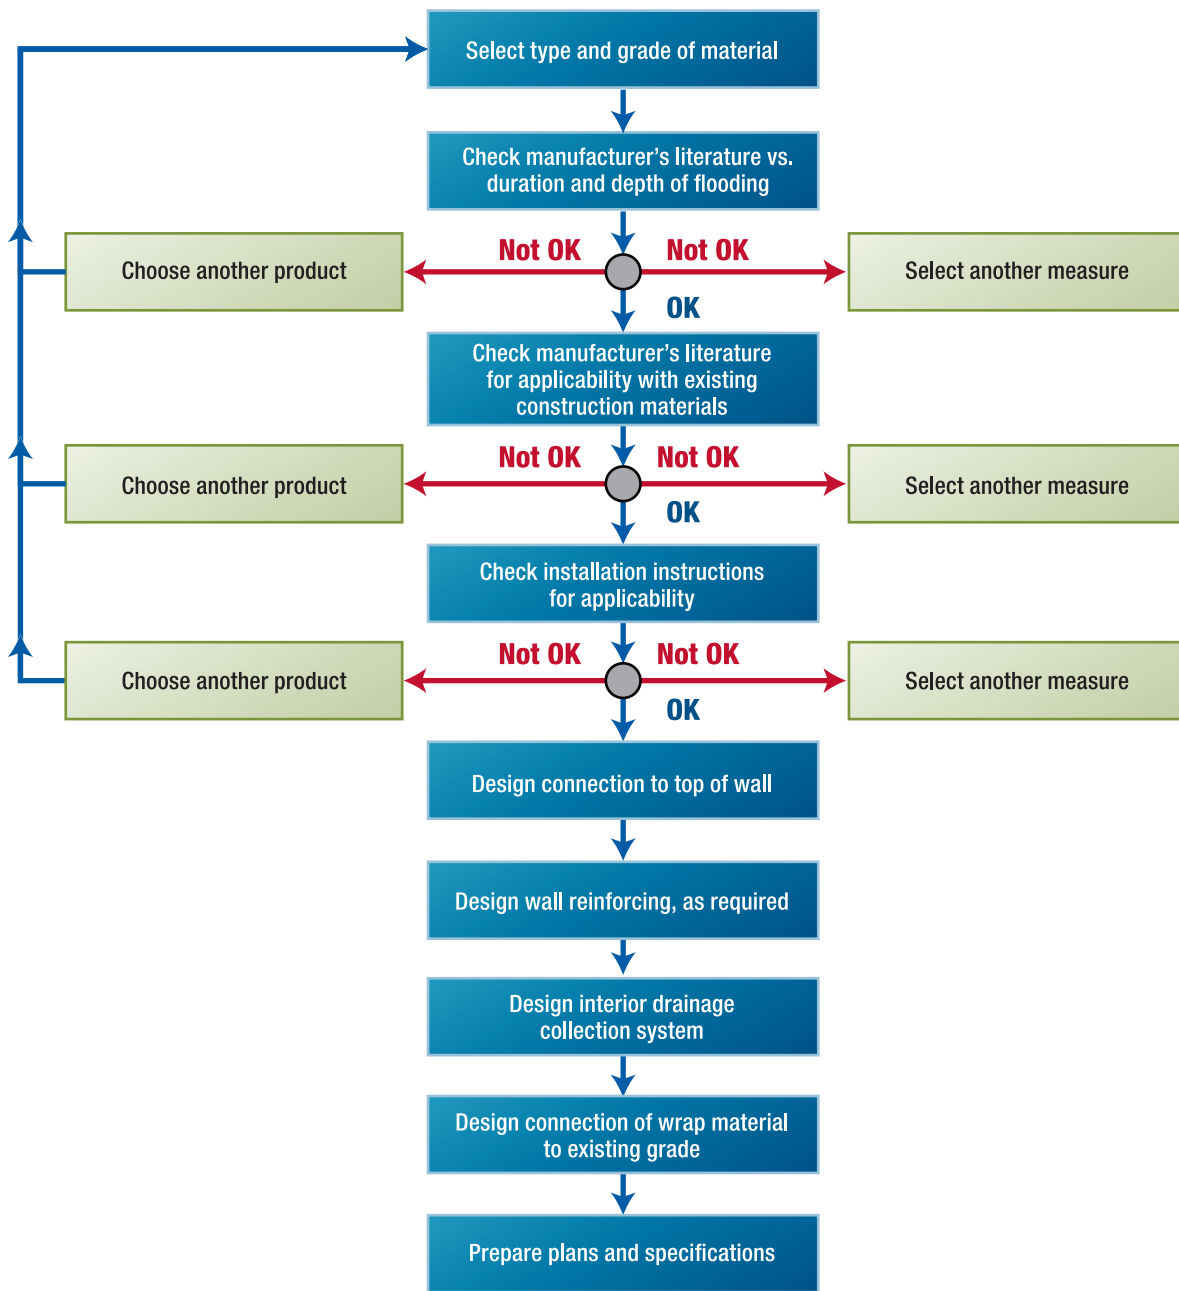 Select type and grade of material
Check manufacturer’s literature vs.
duration and depth of flooding
Not OK
Not OK
Choose another product
Select another measure
OK
Check manufacturer’s literature
for applicability with existing
construction materials
Not OK
Not OK
Choose another product
Select another measure
OK
Check installation instructions
for applicability
Not OK
Not OK
Choose another product
Select another measure
OK
Design connection to top of wall
Design wall reinforcing, as required
Design interior drainage
collection system
Design connection of wrap material
to existing grade
Prepare plans and specifications